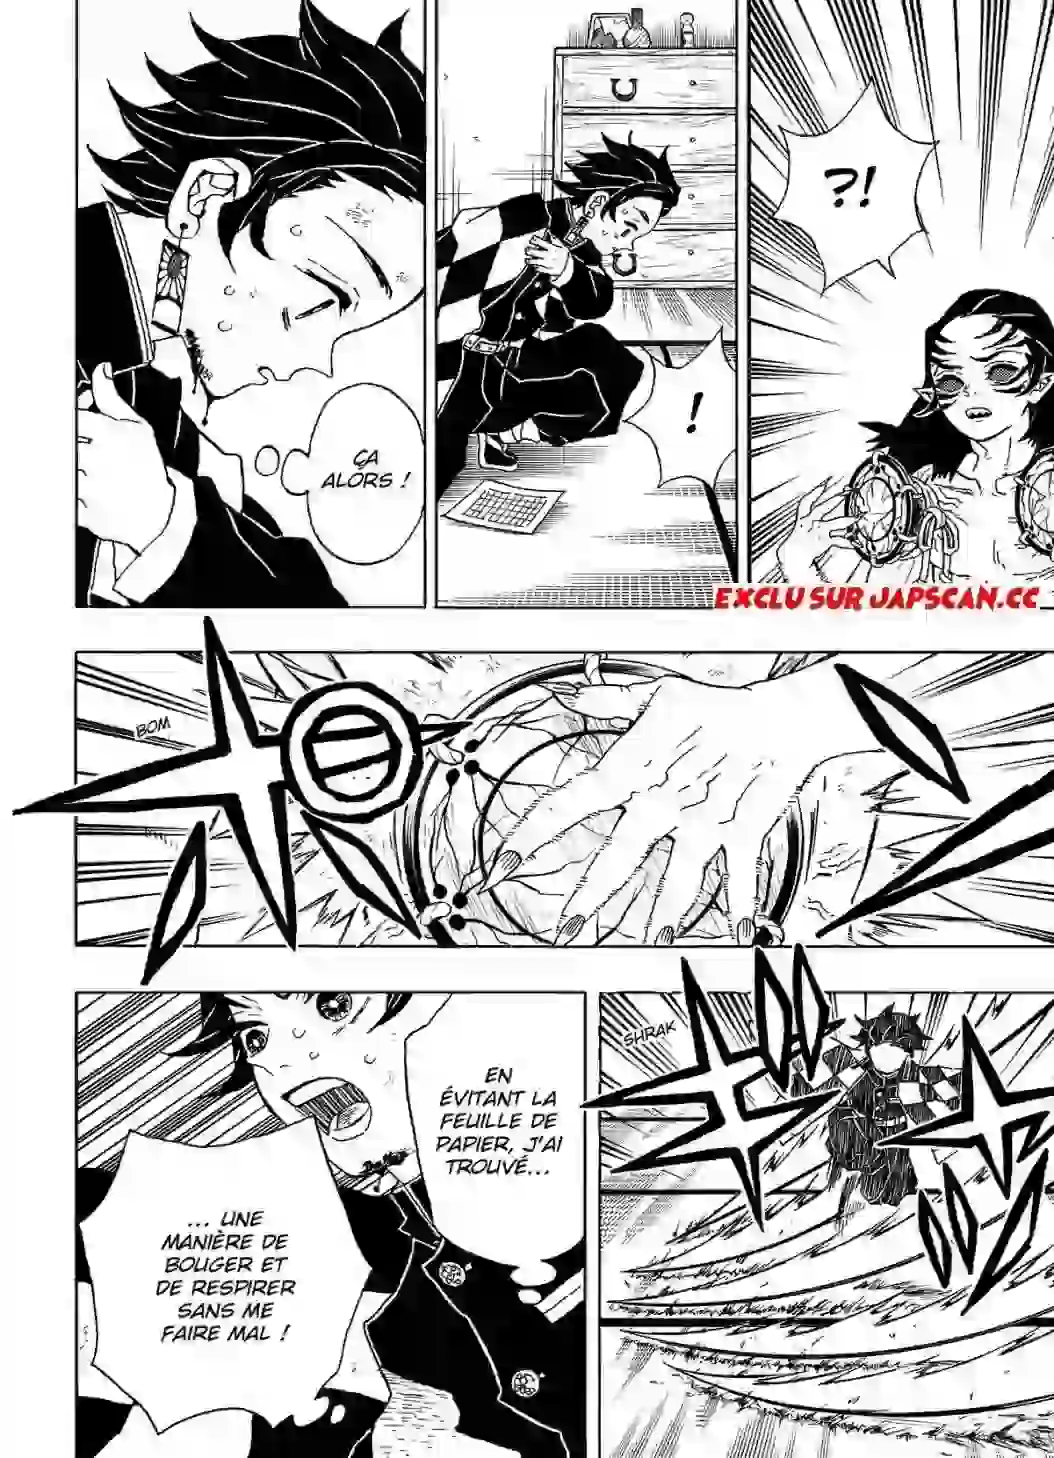 ?!
!
ÇA
ALORS !
EXCLU SUR JAPSCAN.CC
BOM
SHRAK
EN
ÉVITANT LA
FEUILLE DE
PAPIER, J'AI
TROUVÉ...
... UNE
MANIÈRE DE
BOUGER ET
DE RESPIRER
SANS ME
FAIRE MAL !